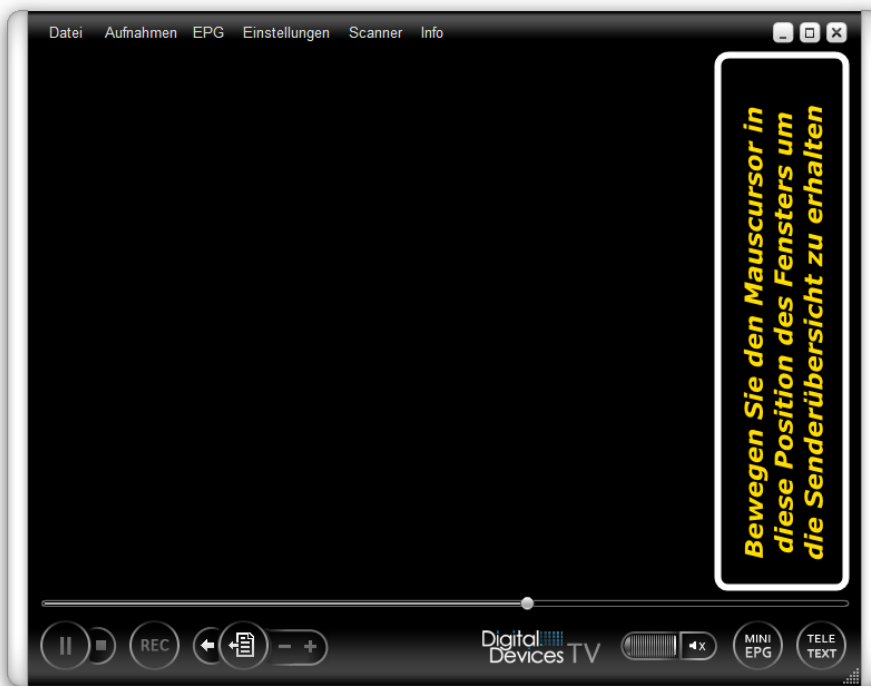 Datei Aufnahmen EPG Einstellungen Scanner Info
Bewegen Sie den Mauscursor in
diese Position des Fensters um
die Senderübersicht zu erhalten
REC
Digital
Devices TV
MINI
EPG
TELE
TEXT